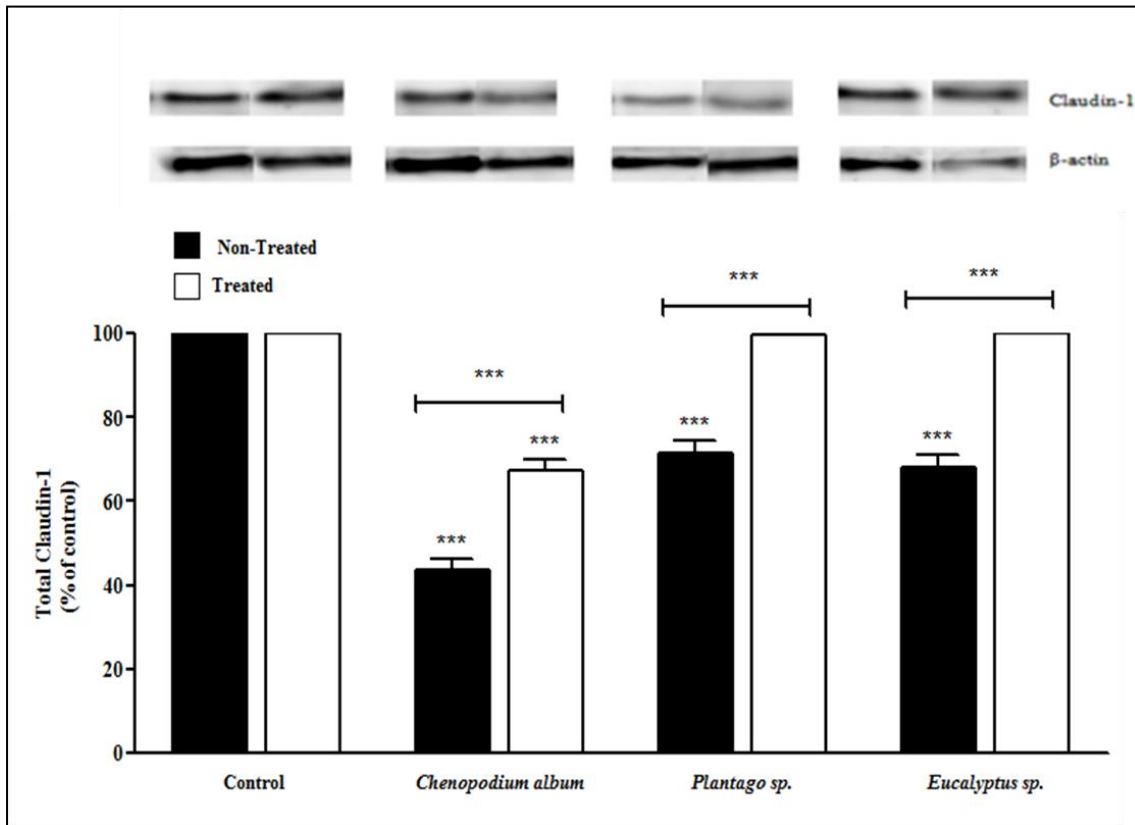 Claudin-1
β-actin
Non-Treated
Treated
***
***
***
***
***
***
***
100
80
60
40
20
0
Total Claudin-1
(% of control)
Control
Chenopodium album
Plantago sp.
Eucalyptus sp.